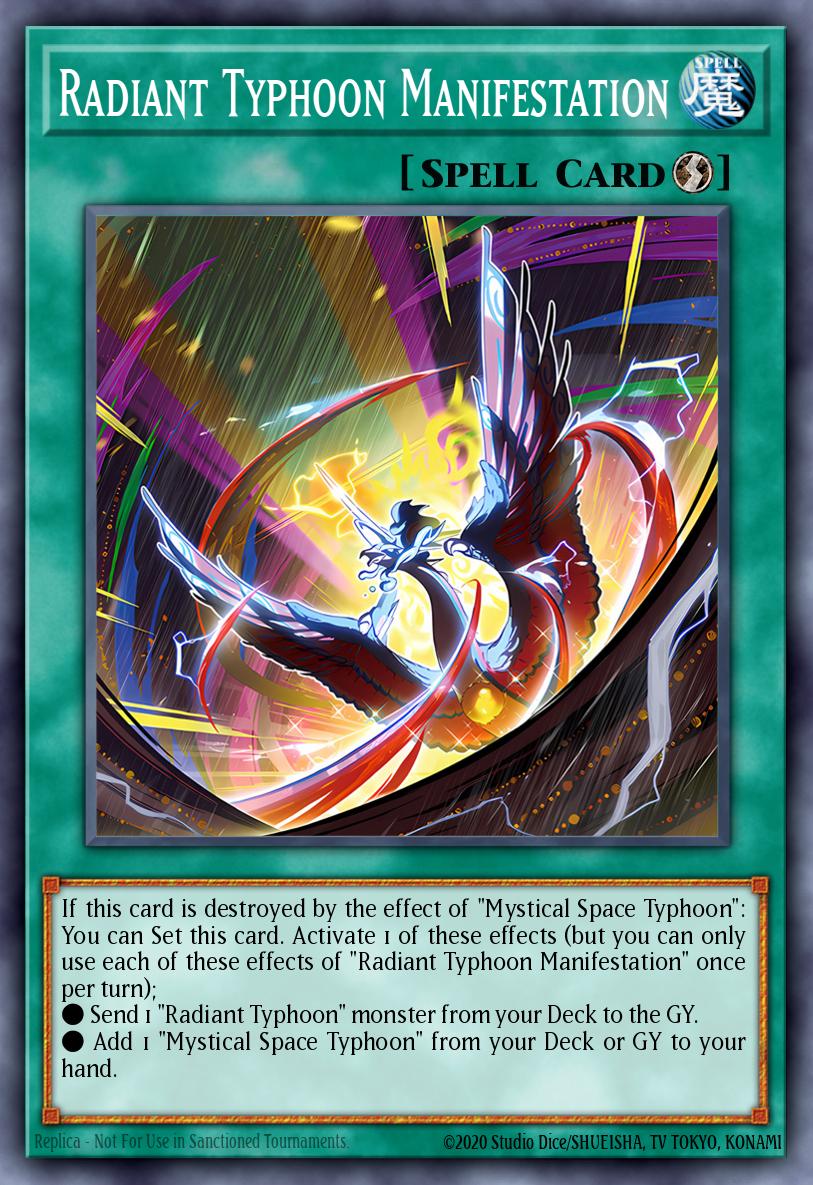 Radiant Typhoon Manifestation
SPELL
魔
[Spell Card]
If this card is destroyed by the effect of "Mystical Space Typhoon":
You can Set this card. Activate 1 of these effects (but you can only
use each of these effects of "Radiant Typhoon Manifestation" once
per turn);
● Send 1 "Radiant Typhoon" monster from your Deck to the GY.
● Add 1 "Mystical Space Typhoon" from your Deck or GY to your
hand.
Replica - Not For Use in Sanctioned Tournaments.
©2020 Studio Dice/SHUEISHA, TV TOKYO, KONAMI